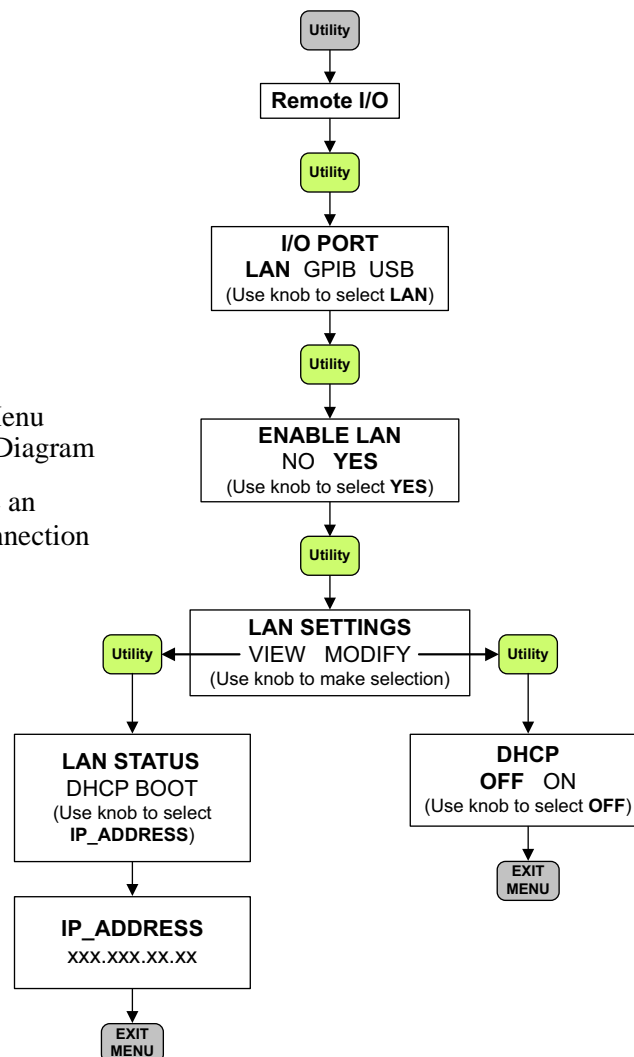 Utility
Remote I/O
Utility
I/O PORT
LAN GPIB USB
(Use knob to select LAN)
Utility
Diagram
ENABLE LAN
NO YES
(Use knob to select YES)
an
Utility
LAN SETTINGS
VIEW MODIFY
(Use knob to make selection)
Utility
Utility
LAN STATUS
DHCP BOOT
(Use knob to select
IP_ADDRESS)
DHCP
OFF ON
(Use knob to select OFF)
EXIT
MENU
IP_ADDRESS
xxx.xxx.xx.xx
EXIT
MENU